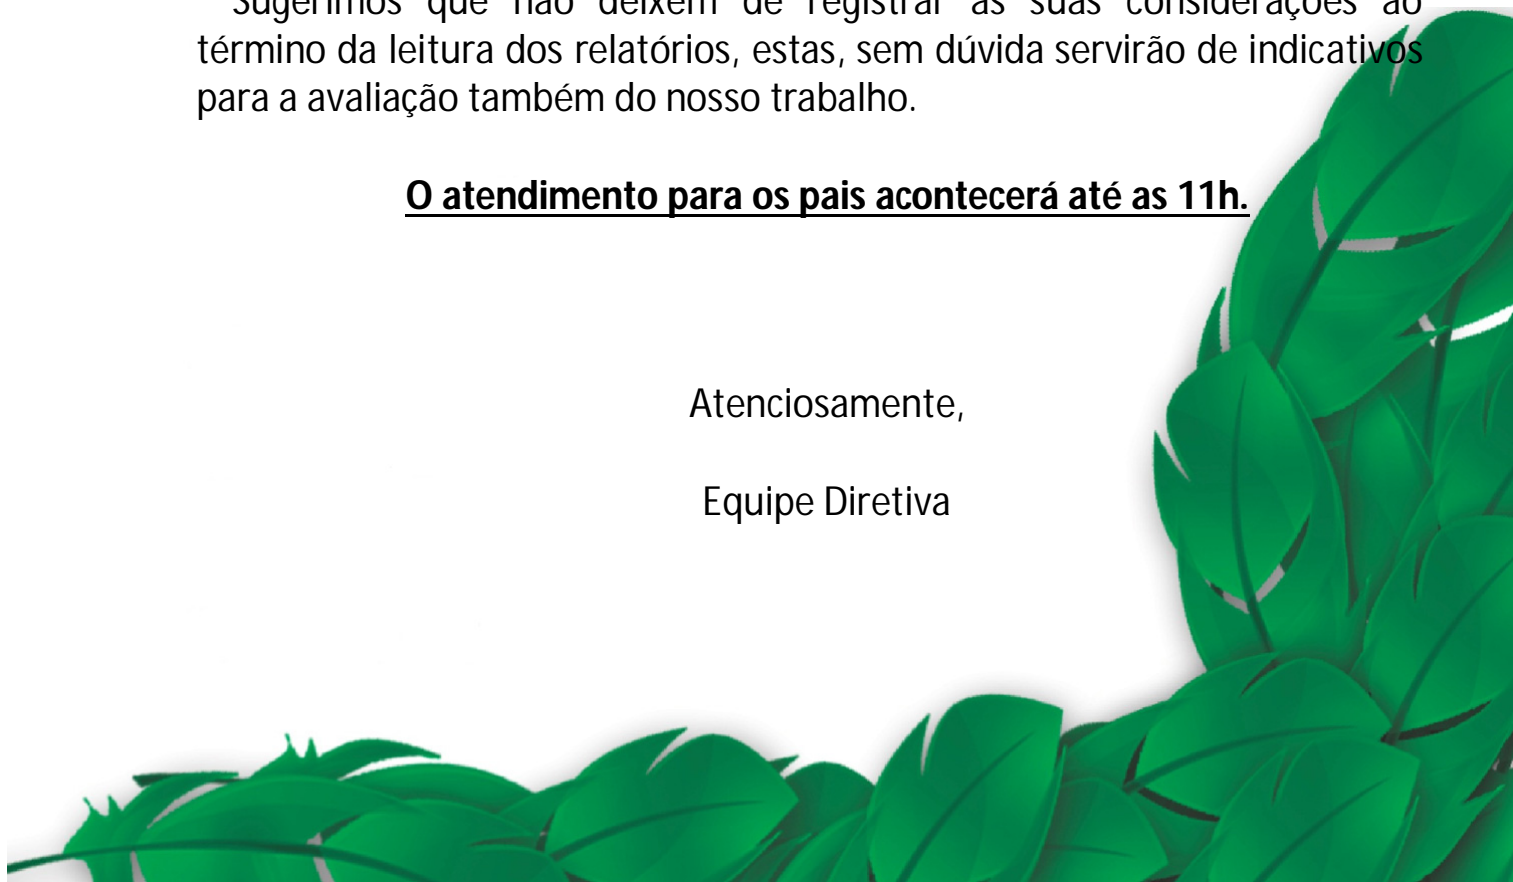 Sugerimos que não deixem de registrar as suas considerações ao
término da leitura dos relatórios, estas, sem dúvida servirão de indicativos
para a avaliação também do nosso trabalho.
O atendimento para os pais acontecerá até as 11h.
Atenciosamente,
Equipe Diretiva